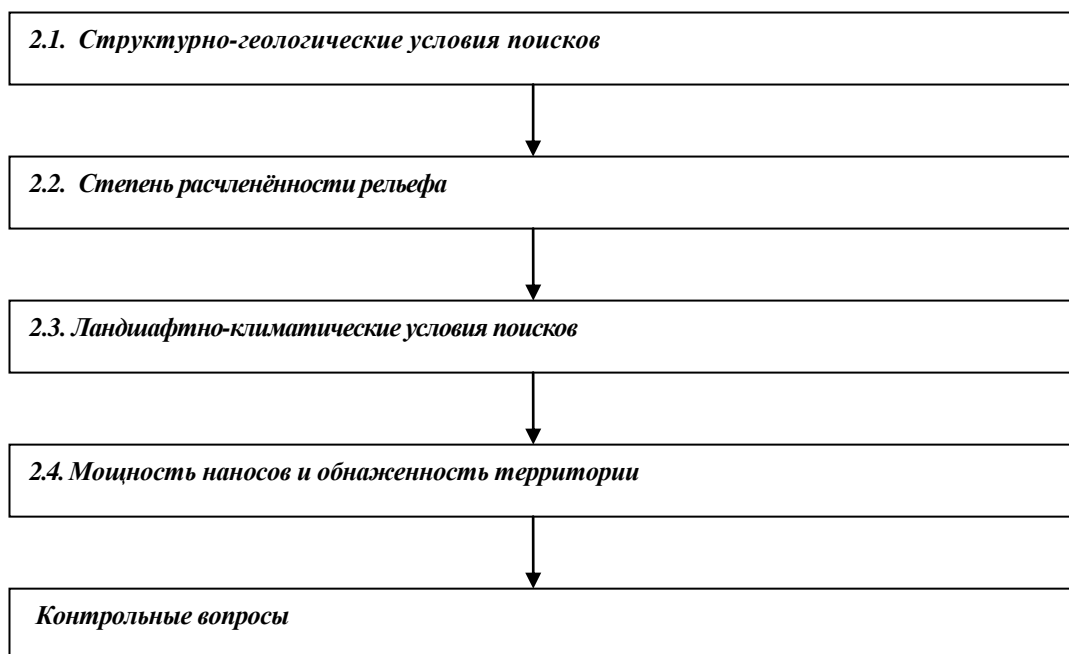 2.1. Структурно-геологические условия поисков
2.2. Степень расчленённости рельефа
2.3. Ландшафтно-климатические условия поисков
2.4. Мощность наносов и обнаженность территории
Контрольные вопросы